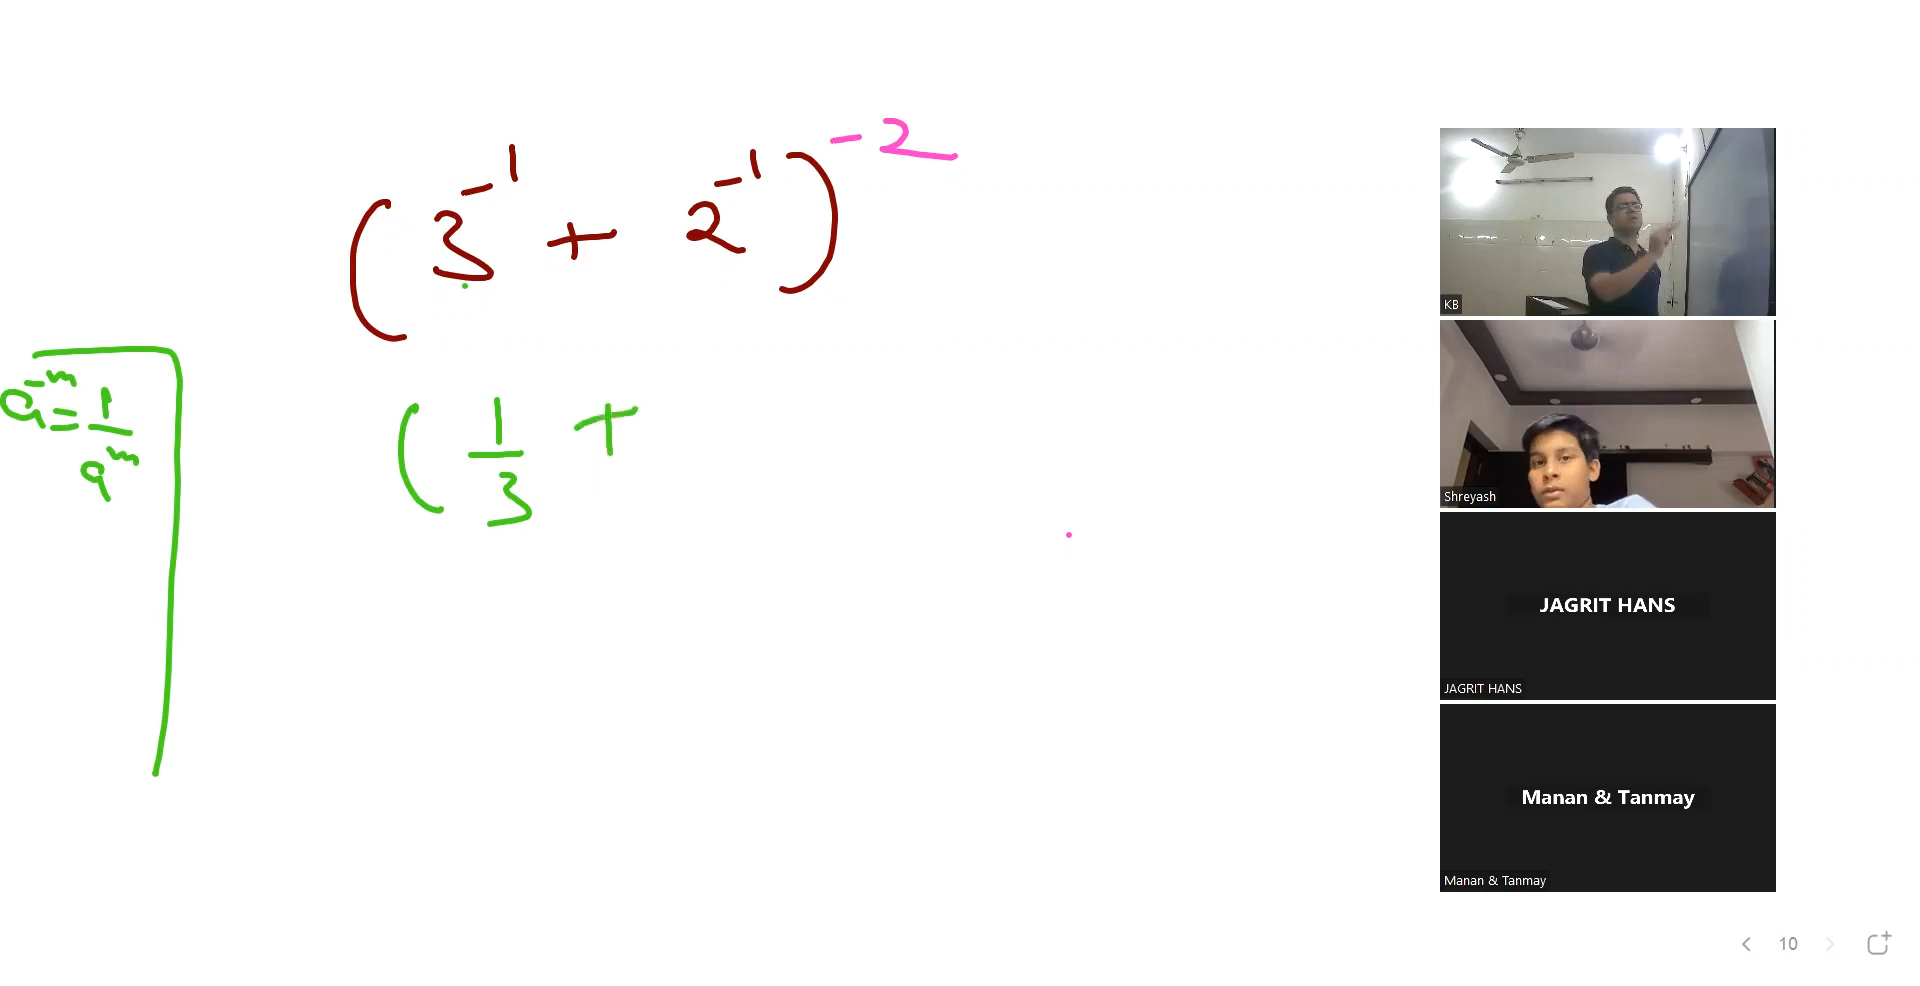 (3⁻¹ + 2⁻¹)⁻²
a⁻ᵐ = 1/aᵐ
(1/3 +
KB
Shreyash
JAGRIT HANS
JAGRIT HANS
Manan & Tanmay
Manan & Tanmay
10